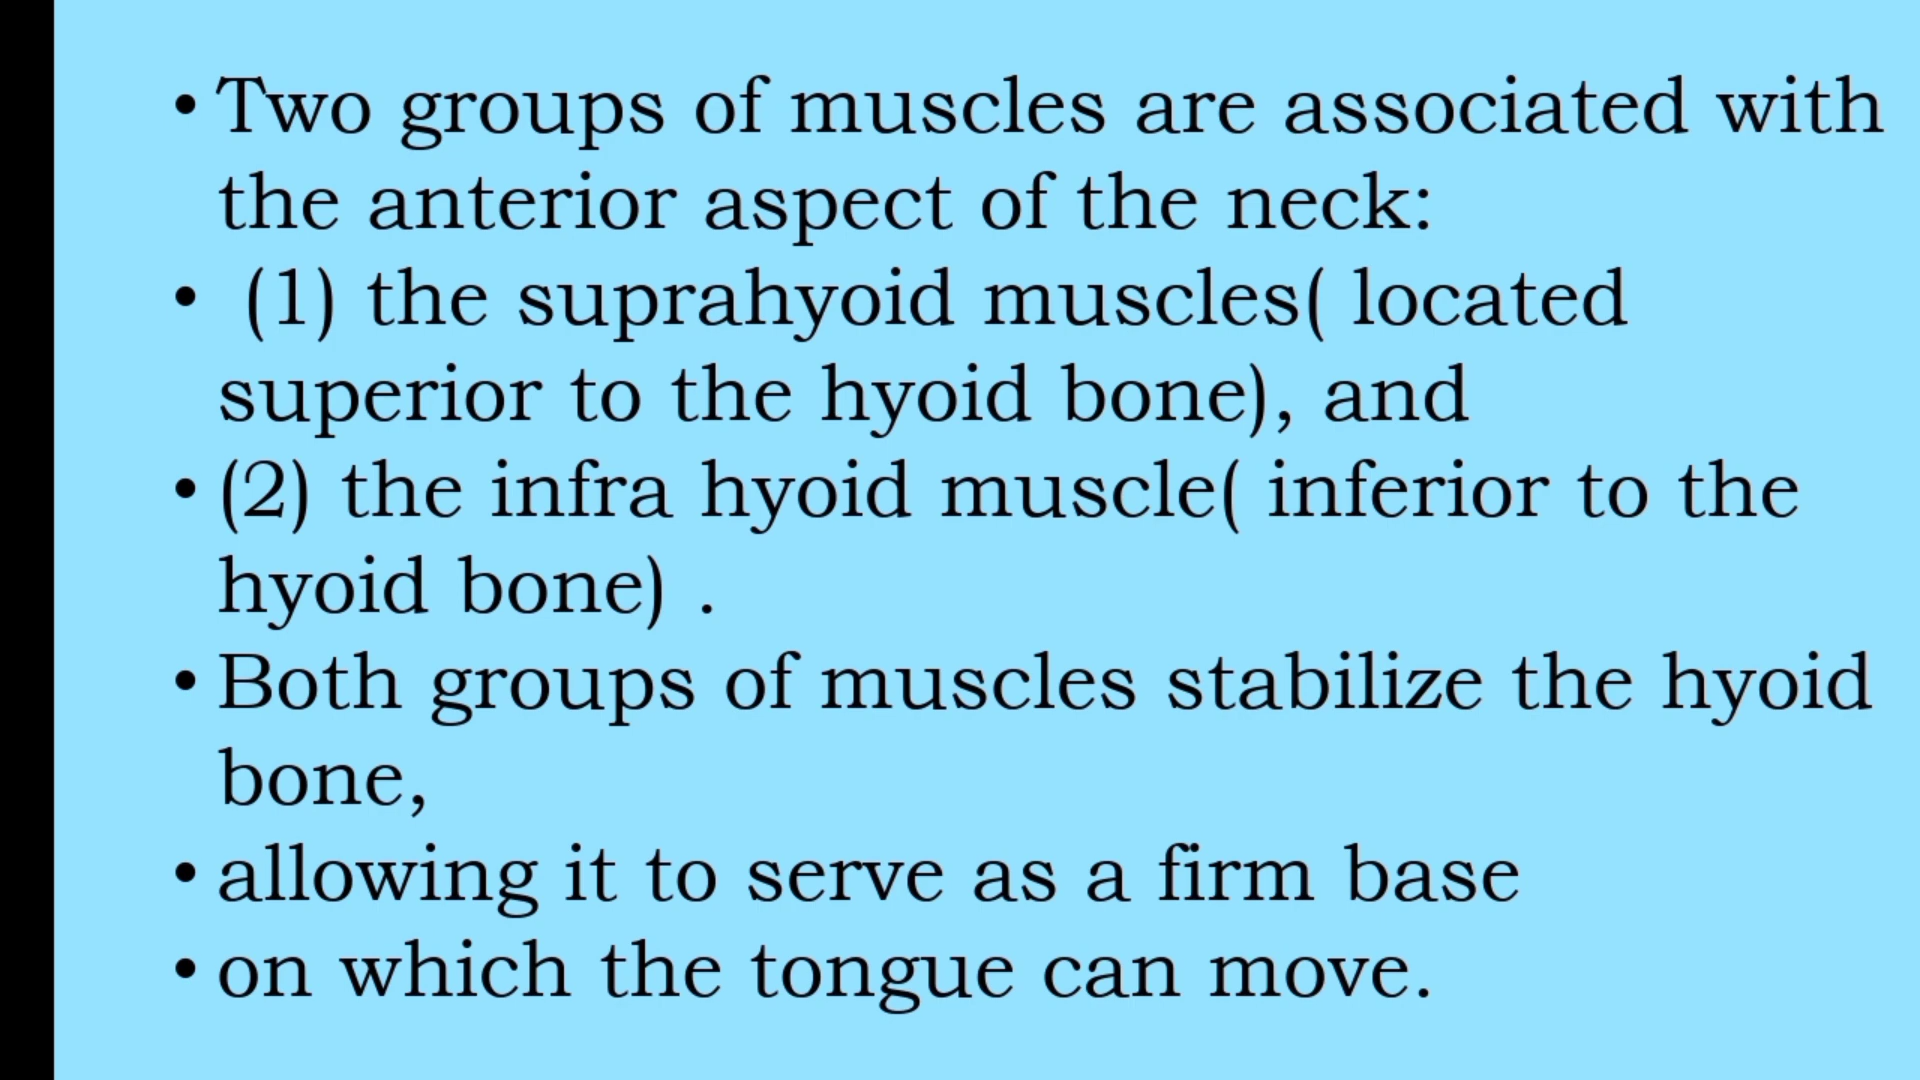 • Two groups of muscles are associated with
the anterior aspect of the neck:
• (1) the suprahyoid muscles( located
superior to the hyoid bone), and
• (2) the infra hyoid muscle( inferior to the
hyoid bone) .
• Both groups of muscles stabilize the hyoid
bone,
• allowing it to serve as a firm base
• on which the tongue can move.